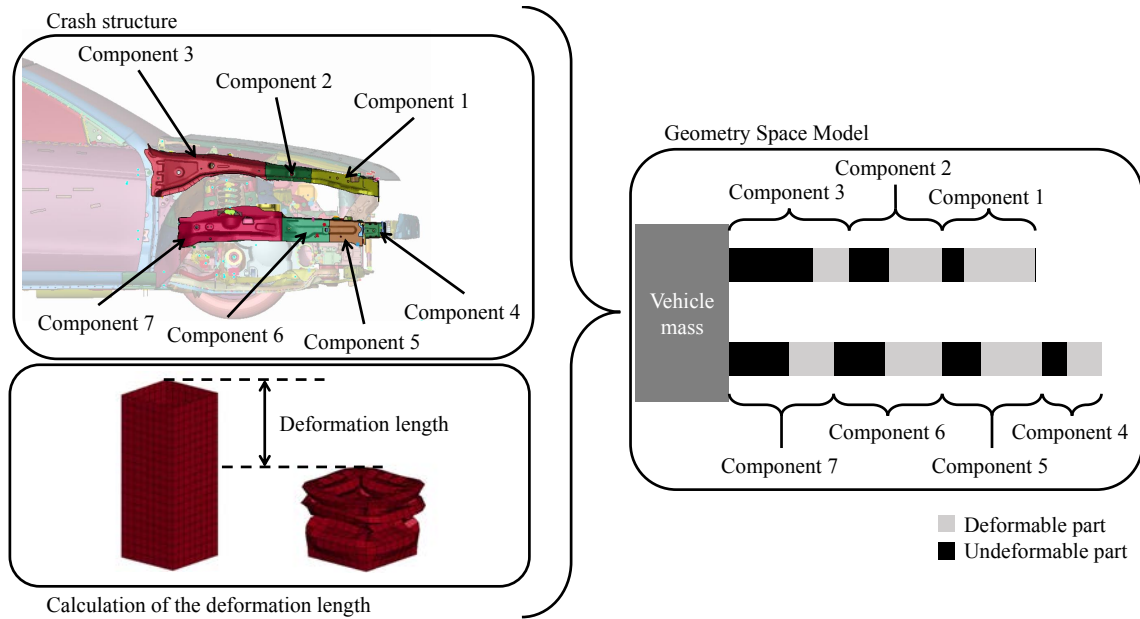 Crash structure
Component 3
Component 2
Component 1
Component 7
Component 6
Component 5
Component 4
Deformation length
Calculation of the deformation length
Geometry Space Model
Component 2
Component 3
Component 1
Vehicle
mass
Component 6
Component 4
Component 7
Component 5
Deformable part
Undeformable part